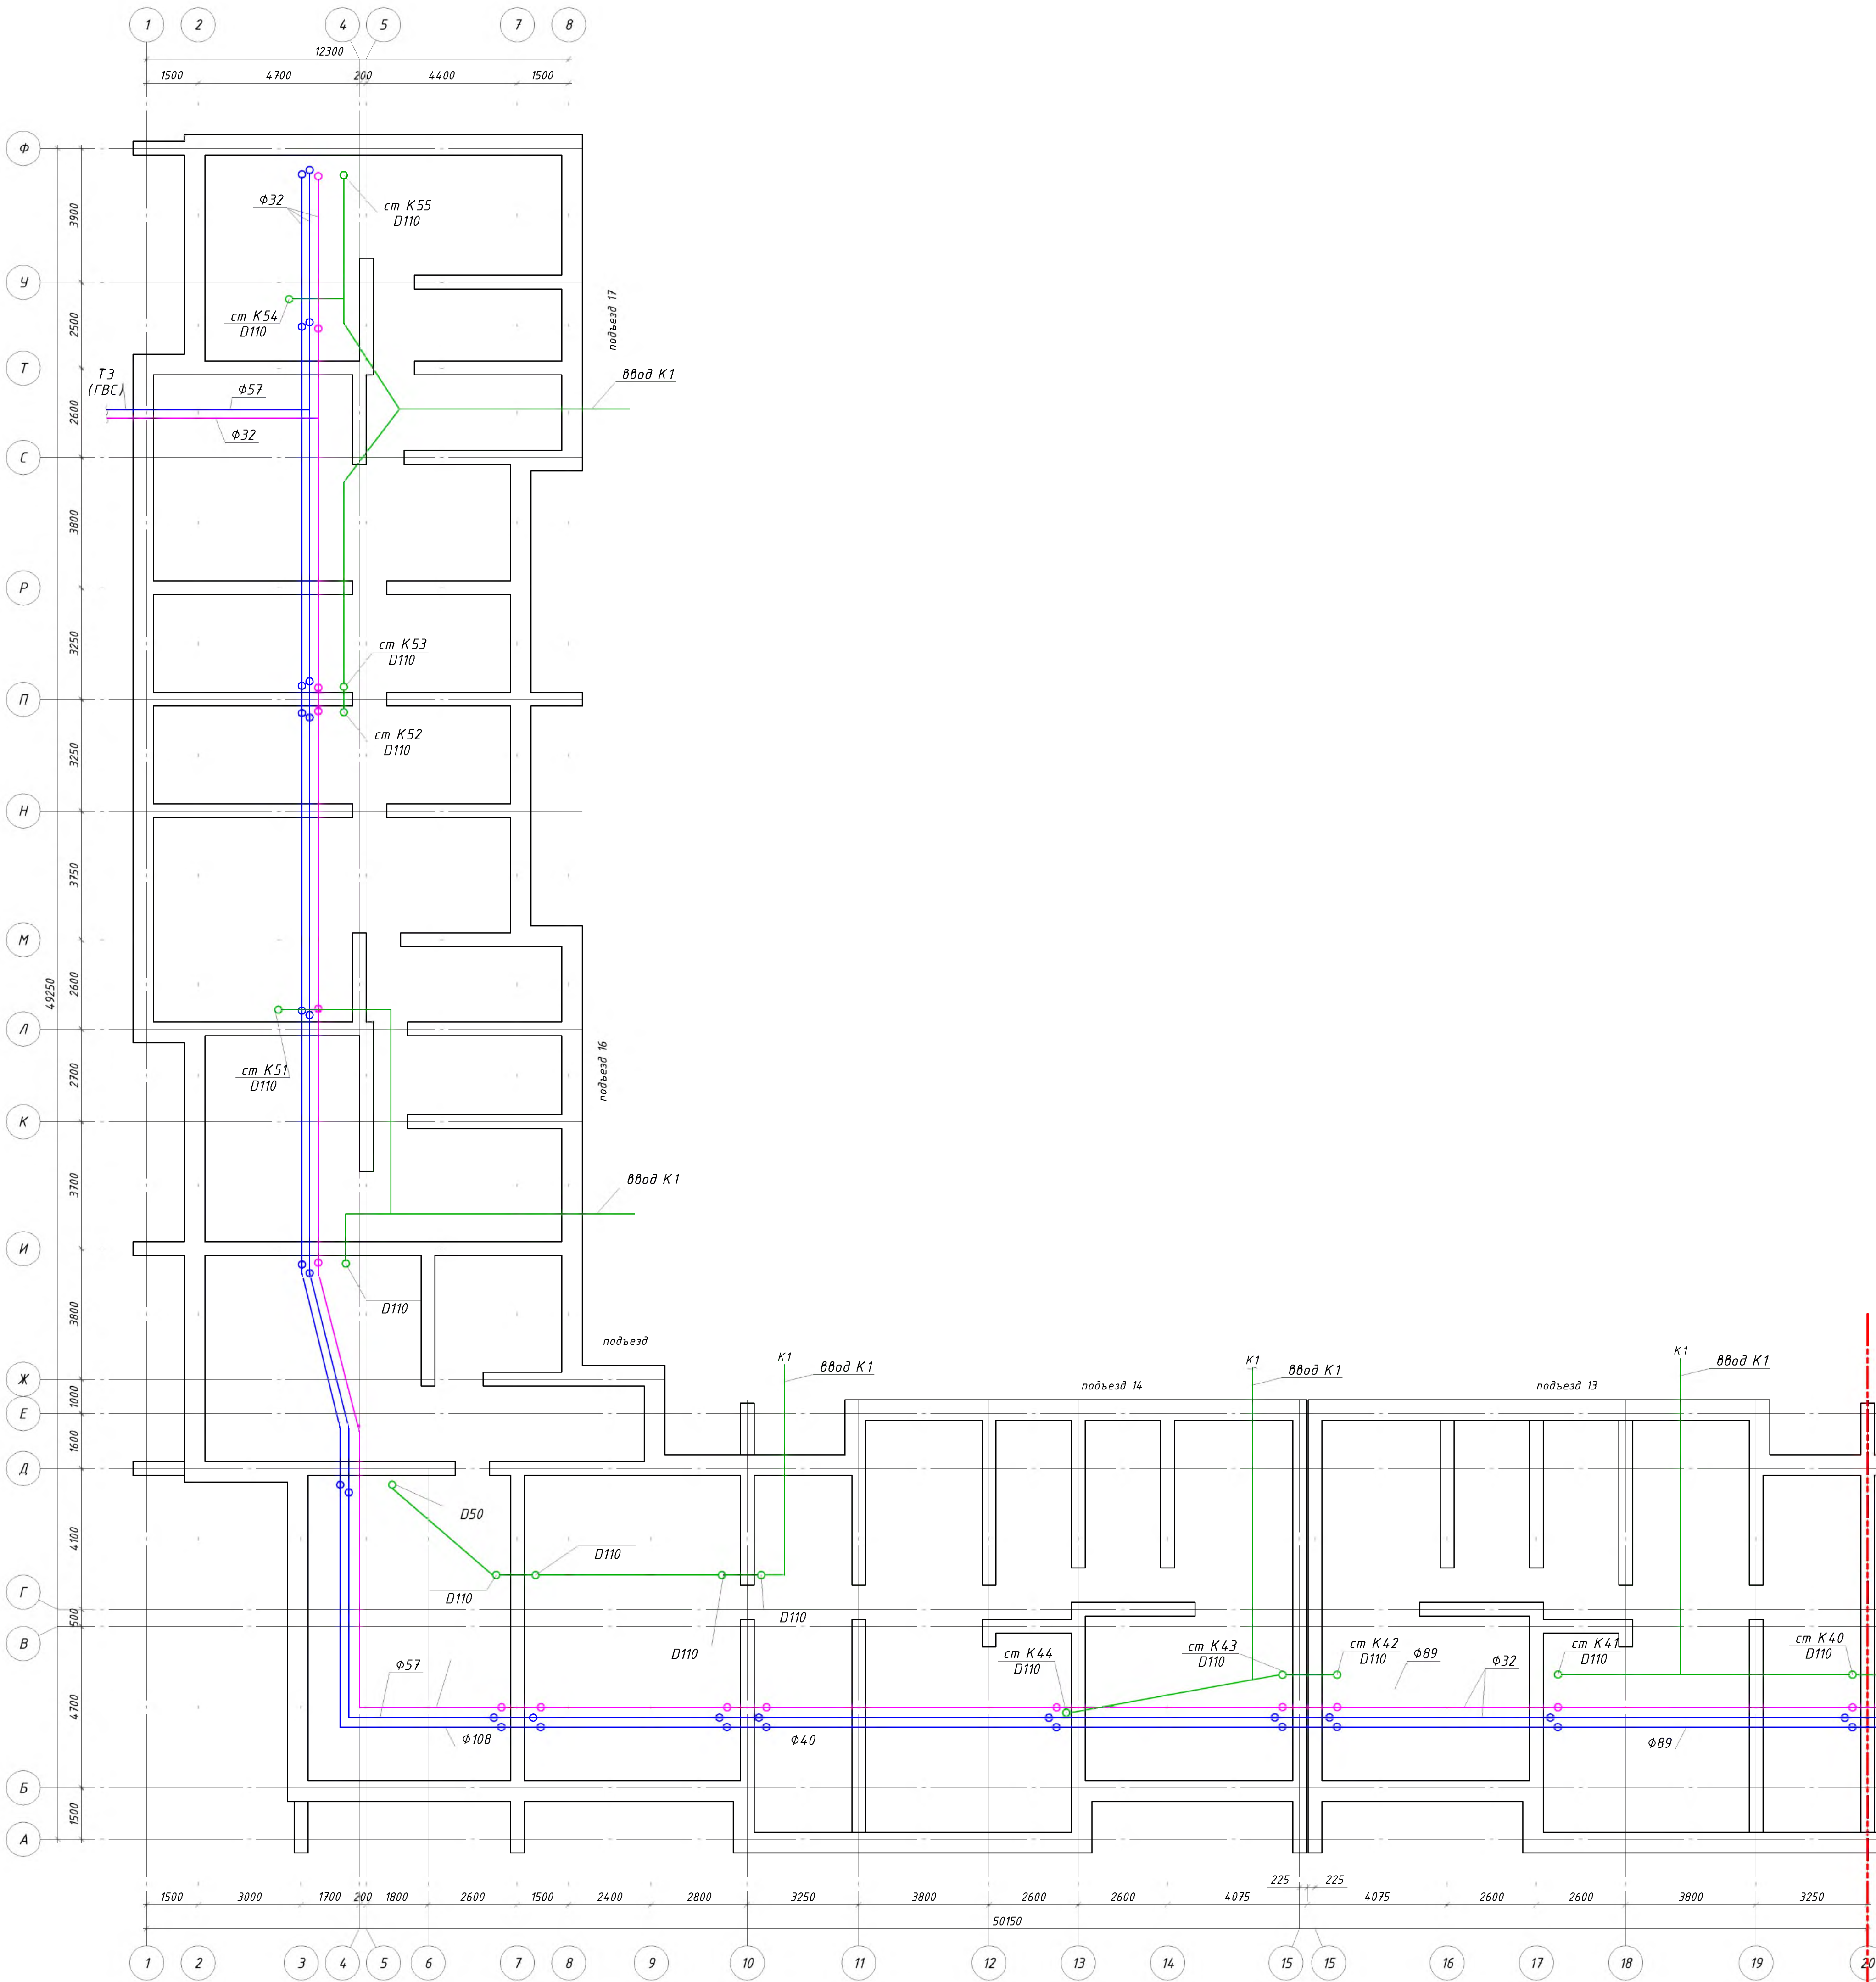 1 2 4 5 7 8
12300
1500 4700 200 4400 1500
Ф
3900
Ф32
ст К55
D110
У
подъезд 17
ст К54
D110
2500
Т
Т3
(ГВС)
Ф57
ввод К1
2600
Ф32
С
3800
Р
3250
ст К53
D110
П
ст К52
D110
3250
Н
3750
М
49250
2600
Л
подъезд 16
ст К51
D110
2700
К
3700
ввод К1
И
3800
D110
подъезд
К1
ввод К1
К1
ввод К1
К1
ввод К1
Ж
подъезд 14
подъезд 13
1000
Е
1600
Д
D50
4100
D110
D110
Г
D110
500
В
D110
ст К44
D110
ст К43
D110
ст К42
D110
Ф89
Ф32
ст К41
D110
ст К40
D110
Ф57
4700
Ф108
Ф40
Ф89
Б
1500
А
225 225
1500 3000 1700 200 1800 2600 1500 2400 2800 3250 3800 2600 2600 4075 4075 2600 2600 3800 3250
50150
1 2 3 4 5 6 7 8 9 10 11 12 13 14 15 15 16 17 18 19 20